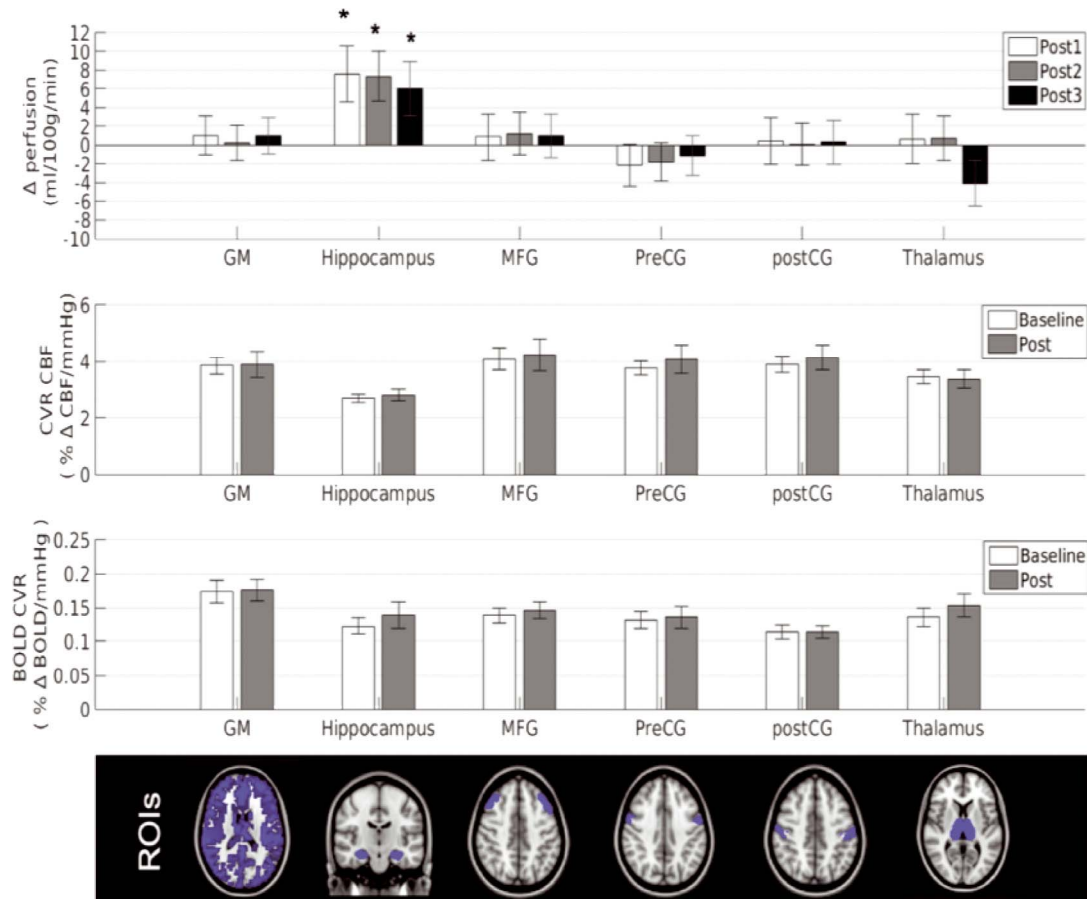 * * *
12
10
8
6
4
2
0
-2
-4
-6
-8
-10
Δ perfusion
(ml/100g/min)
Post1
Post2
Post3
GM Hippocampus MFG PreCG postCG Thalamus
6
4
2
0
CVR CBF
( % Δ CBF/mmHg)
Baseline
Post
GM Hippocampus MFG PreCG postCG Thalamus
0.25
0.2
0.15
0.1
0.05
0
BOLD CVR
( % Δ BOLD/mmHg )
Baseline
Post
GM Hippocampus MFG PreCG postCG Thalamus
ROIs